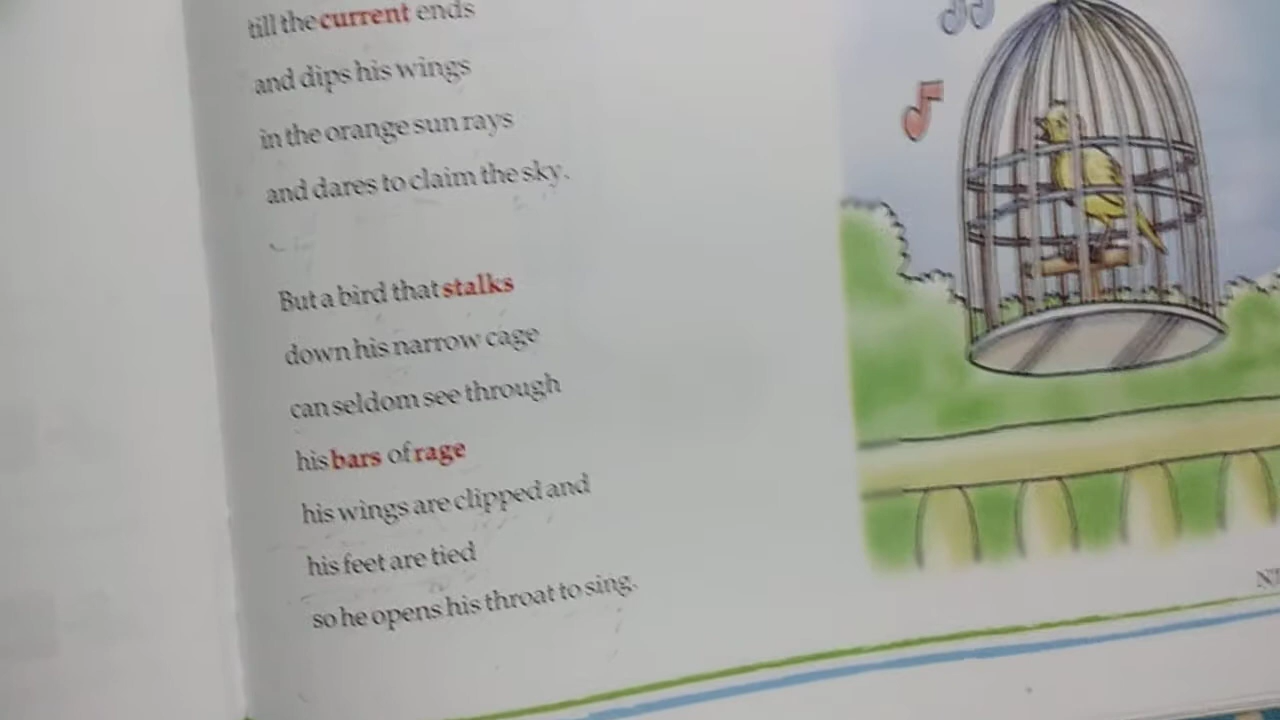 till the current ends
and dips his wings
in the orange sun rays
and dares to claim the sky.
But a bird that stalks
down his narrow cage
can seldom see through
his bars of rage
his wings are clipped and
his feet are tied
so he opens his throat to sing.